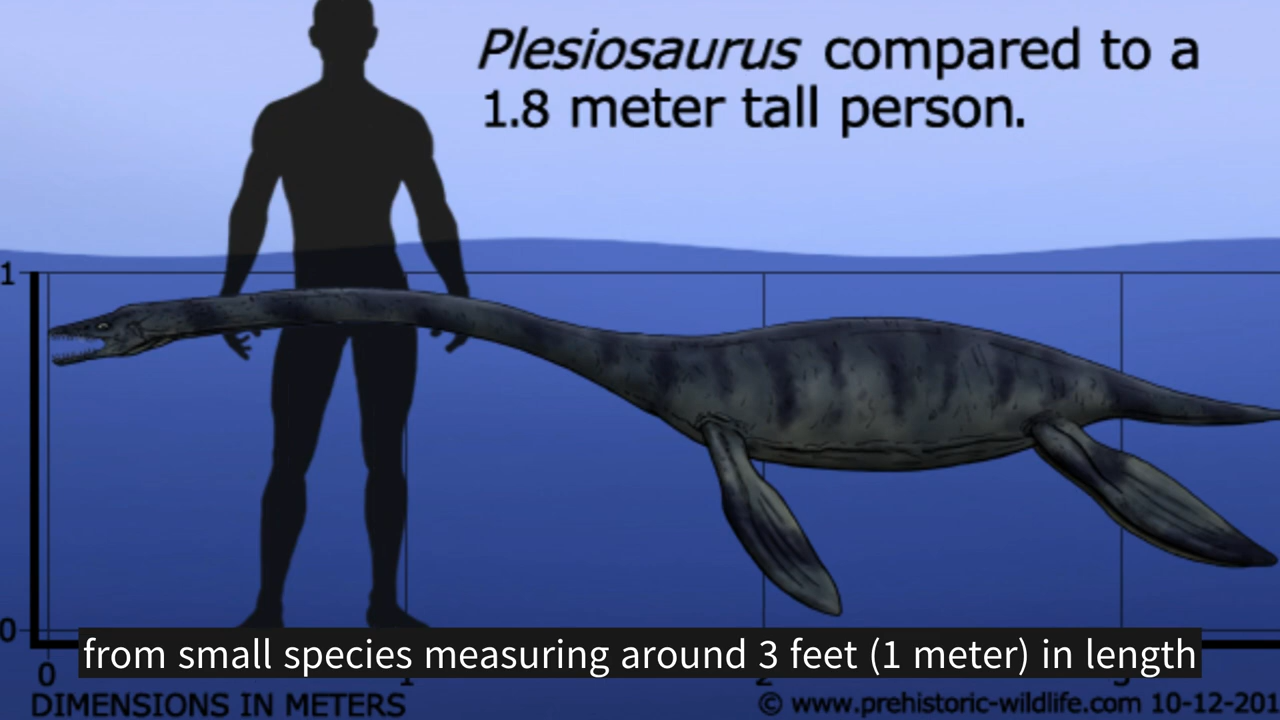 Plesiosaurus compared to a
1.8 meter tall person.
1
0
from small species measuring around 3 feet (1 meter) in length
0
DIMENSIONS IN METERS
© www.prehistoric-wildlife.com 10-12-201